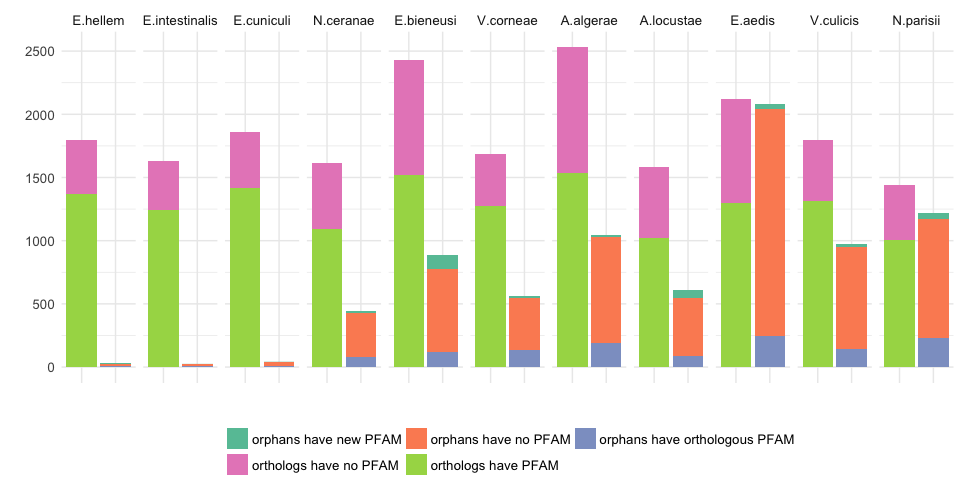 E.hellem E.intestinalis E.cuniculi N.ceranae E.bieneusi V.corneae A.algerae A.locustae E.aedis V.culicis N.parisii
2500
2000
1500
1000
500
0
orphans have new PFAM orphans have no PFAM orphans have orthologous PFAM
orthologs have no PFAM orthologs have PFAM